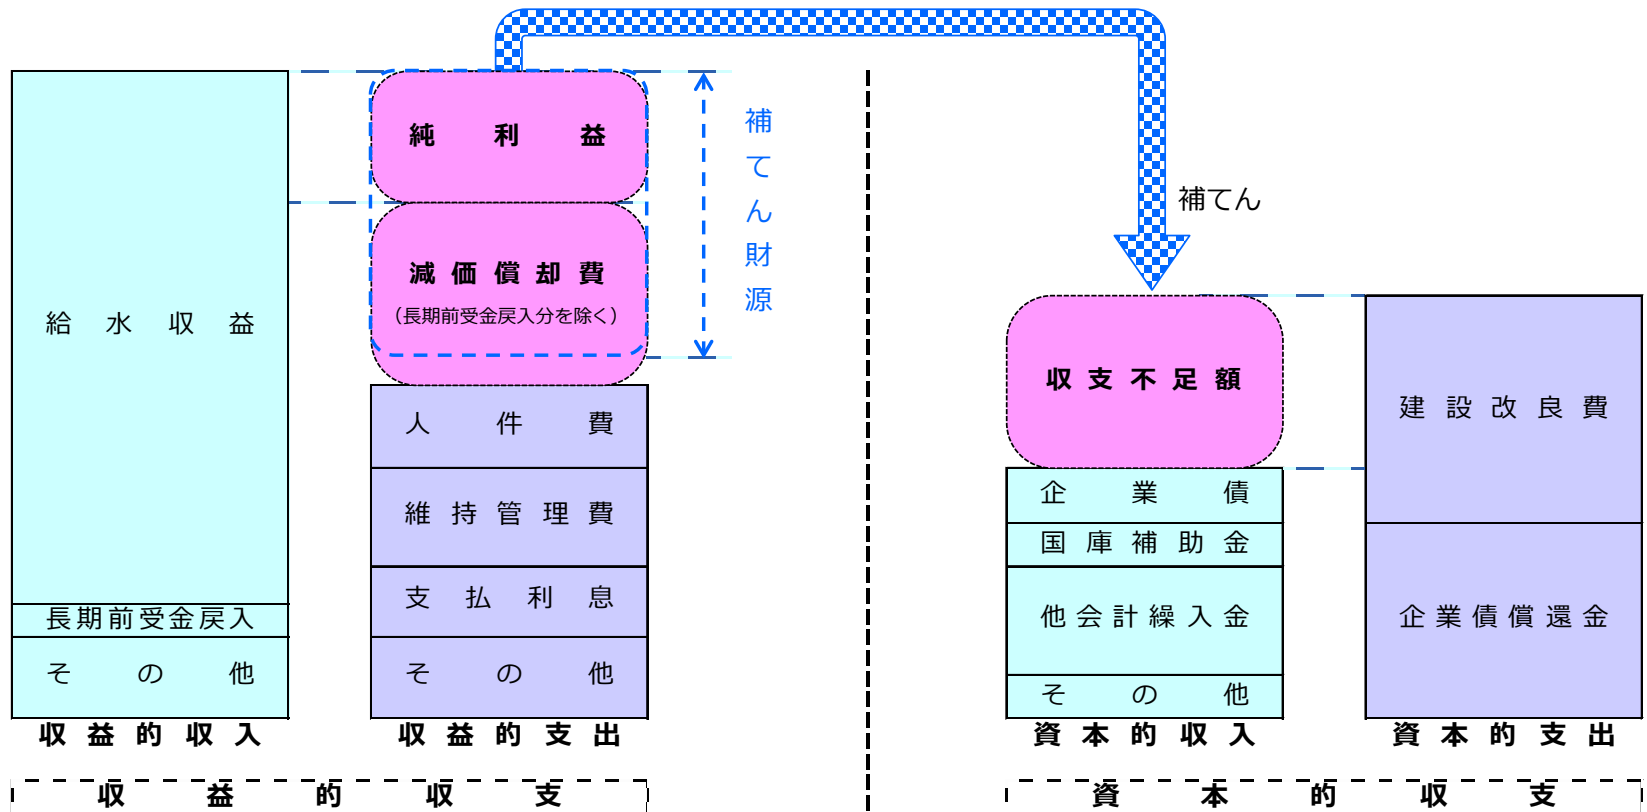 純利益
補てん財源
補てん
減価償却費
（長期前受金戻入分を除く）
給水収益
収支不足額
建設改良費
人件費
企業債
維持管理費
国庫補助金
支払利息
長期前受金戻入
他会計繰入金
企業債償還金
その他
その他
その他
収益的収入
収益的支出
資本的収入
資本的支出
収益的収支
資本的収支